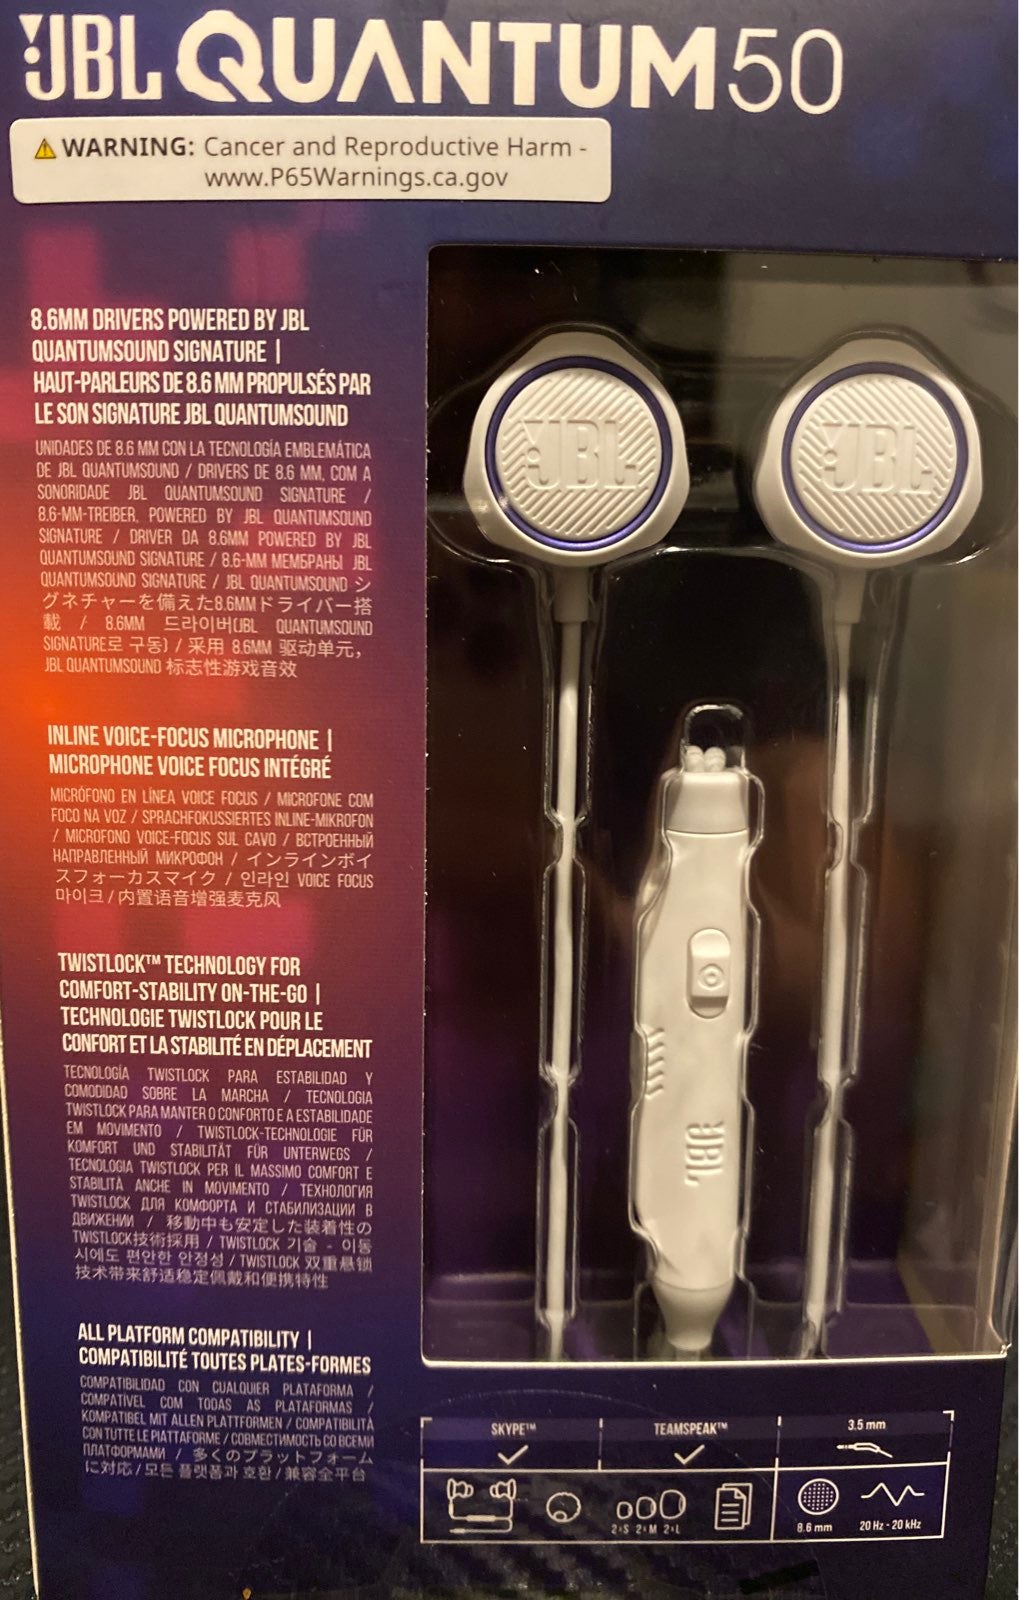 JBL QUANTUM50
WARNING: Cancer and Reproductive Harm -
www.P65Warnings.ca.gov
8.6MM DRIVERS POWERED BY JBL
QUANTUMSOUND SIGNATURE |
HAUT-PARLEURS DE 8.6 MM PROPULSÉS PAR
LE SON SIGNATURE JBL QUANTUMSOUND
UNIDADES DE 8.6 MM CON LA TECNOLOGÍA EMBLEMÁTICA
DE JBL QUANTUMSOUND / DRIVERS DE 8.6 MM, COM A
SONORIDADE JBL QUANTUMSOUND SIGNATURE /
8.6-MM-TREIBER, POWERED BY JBL QUANTUMSOUND
SIGNATURE / DRIVER DA 8.6MM POWERED BY JBL
QUANTUMSOUND SIGNATURE / 8.6-MM МЕМБРАНЫ JBL
QUANTUMSOUND SIGNATURE / JBL QUANTUMSOUND シ
グネチャーを備えた8.6MMドライバー搭
載 / 8.6MM 드라이버(JBL QUANTUMSOUND
SIGNATURE로 구동) / 采用 8.6MM 驱动单元，
JBL QUANTUMSOUND 标志性游戏音效
INLINE VOICE-FOCUS MICROPHONE |
MICROPHONE VOICE FOCUS INTÉGRÉ
MICRÓFONO EN LÍNEA VOICE FOCUS / MICROFONE COM
FOCO NA VOZ / SPRACHFOKUSSIERTES INLINE-MIKROFON
/ MICROFONO VOICE-FOCUS SUL CAVO / ВСТРОЕННЫЙ
НАПРАВЛЕННЫЙ МИКРОФОН / インラインボイ
スフォーカスマイク / 인라인 VOICE FOCUS
마이크 / 内置语音增强麦克风
TWISTLOCK™ TECHNOLOGY FOR
COMFORT-STABILITY ON-THE-GO |
TECHNOLOGIE TWISTLOCK POUR LE
CONFORT ET LA STABILITÉ EN DÉPLACEMENT
TECNOLOGÍA TWISTLOCK PARA ESTABILIDAD Y
COMODIDAD SOBRE LA MARCHA / TECNOLOGIA
TWISTLOCK PARA MANTER O CONFORTO E A ESTABILIDADE
EM MOVIMENTO / TWISTLOCK-TECHNOLOGIE FÜR
KOMFORT UND STABILITÄT FÜR UNTERWEGS /
TECNOLOGIA TWISTLOCK PER IL MASSIMO COMFORT E
STABILITÀ ANCHE IN MOVIMENTO / ТЕХНОЛОГИЯ
TWISTLOCK ДЛЯ КОМФОРТА И СТАБИЛИЗАЦИИ В
ДВИЖЕНИИ / 移動中も安定した装着性の
TWISTLOCK技術採用 / TWISTLOCK 기술 - 이동
시에도 편안한 안정성 / TWISTLOCK 双重悬锁
技术带来舒适稳定佩戴和便携特性
ALL PLATFORM COMPATIBILITY |
COMPATIBILITÉ TOUTES PLATES-FORMES
COMPATIBILIDAD CON CUALQUIER PLATAFORMA /
COMPATÍVEL COM TODAS AS PLATAFORMAS /
KOMPATIBEL MIT ALLEN PLATTFORMEN / COMPATIBILITÀ
CON TUTTE LE PIATTAFORME / СОВМЕСТИМОСТЬ СО ВСЕМИ
ПЛАТФОРМАМИ / 多くのプラットフォーム
に対応 / 모든 플랫폼과 호환 / 兼容全平台
JBL
JBL
JBL
SKYPE™ TEAMSPEAK™ 3.5 mm
2xS 2xM 2xL 8.6 mm 20 Hz - 20 kHz